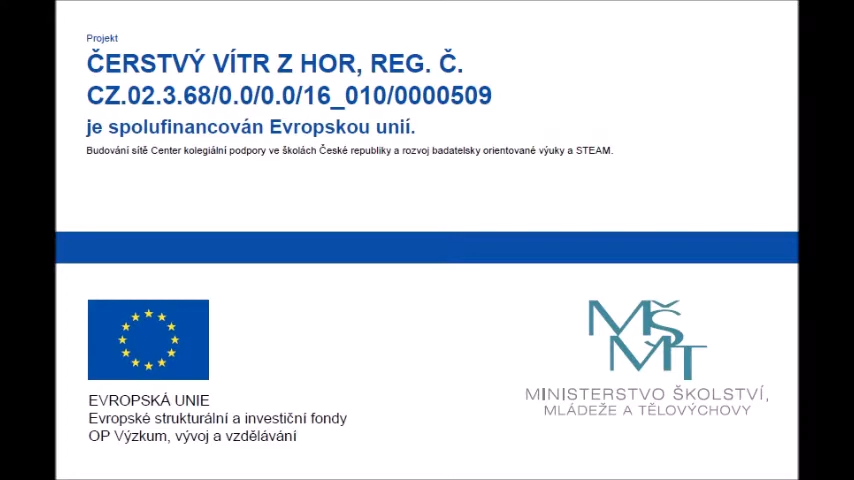 Projekt
ČERSTVÝ VÍTR Z HOR, REG. Č.
CZ.02.3.68/0.0/0.0/16_010/0000509
je spolufinancován Evropskou unií.
Budování sítě Center kolegiální podpory ve školách České republiky a rozvoj badatelsky orientované výuky a STEAM.
EVROPSKÁ UNIE
Evropské strukturální a investiční fondy
OP Výzkum, vývoj a vzdělávání
MŠ
MT
MINISTERSTVO ŠKOLSTVÍ,
MLÁDEŽE A TĚLOVÝCHOVY